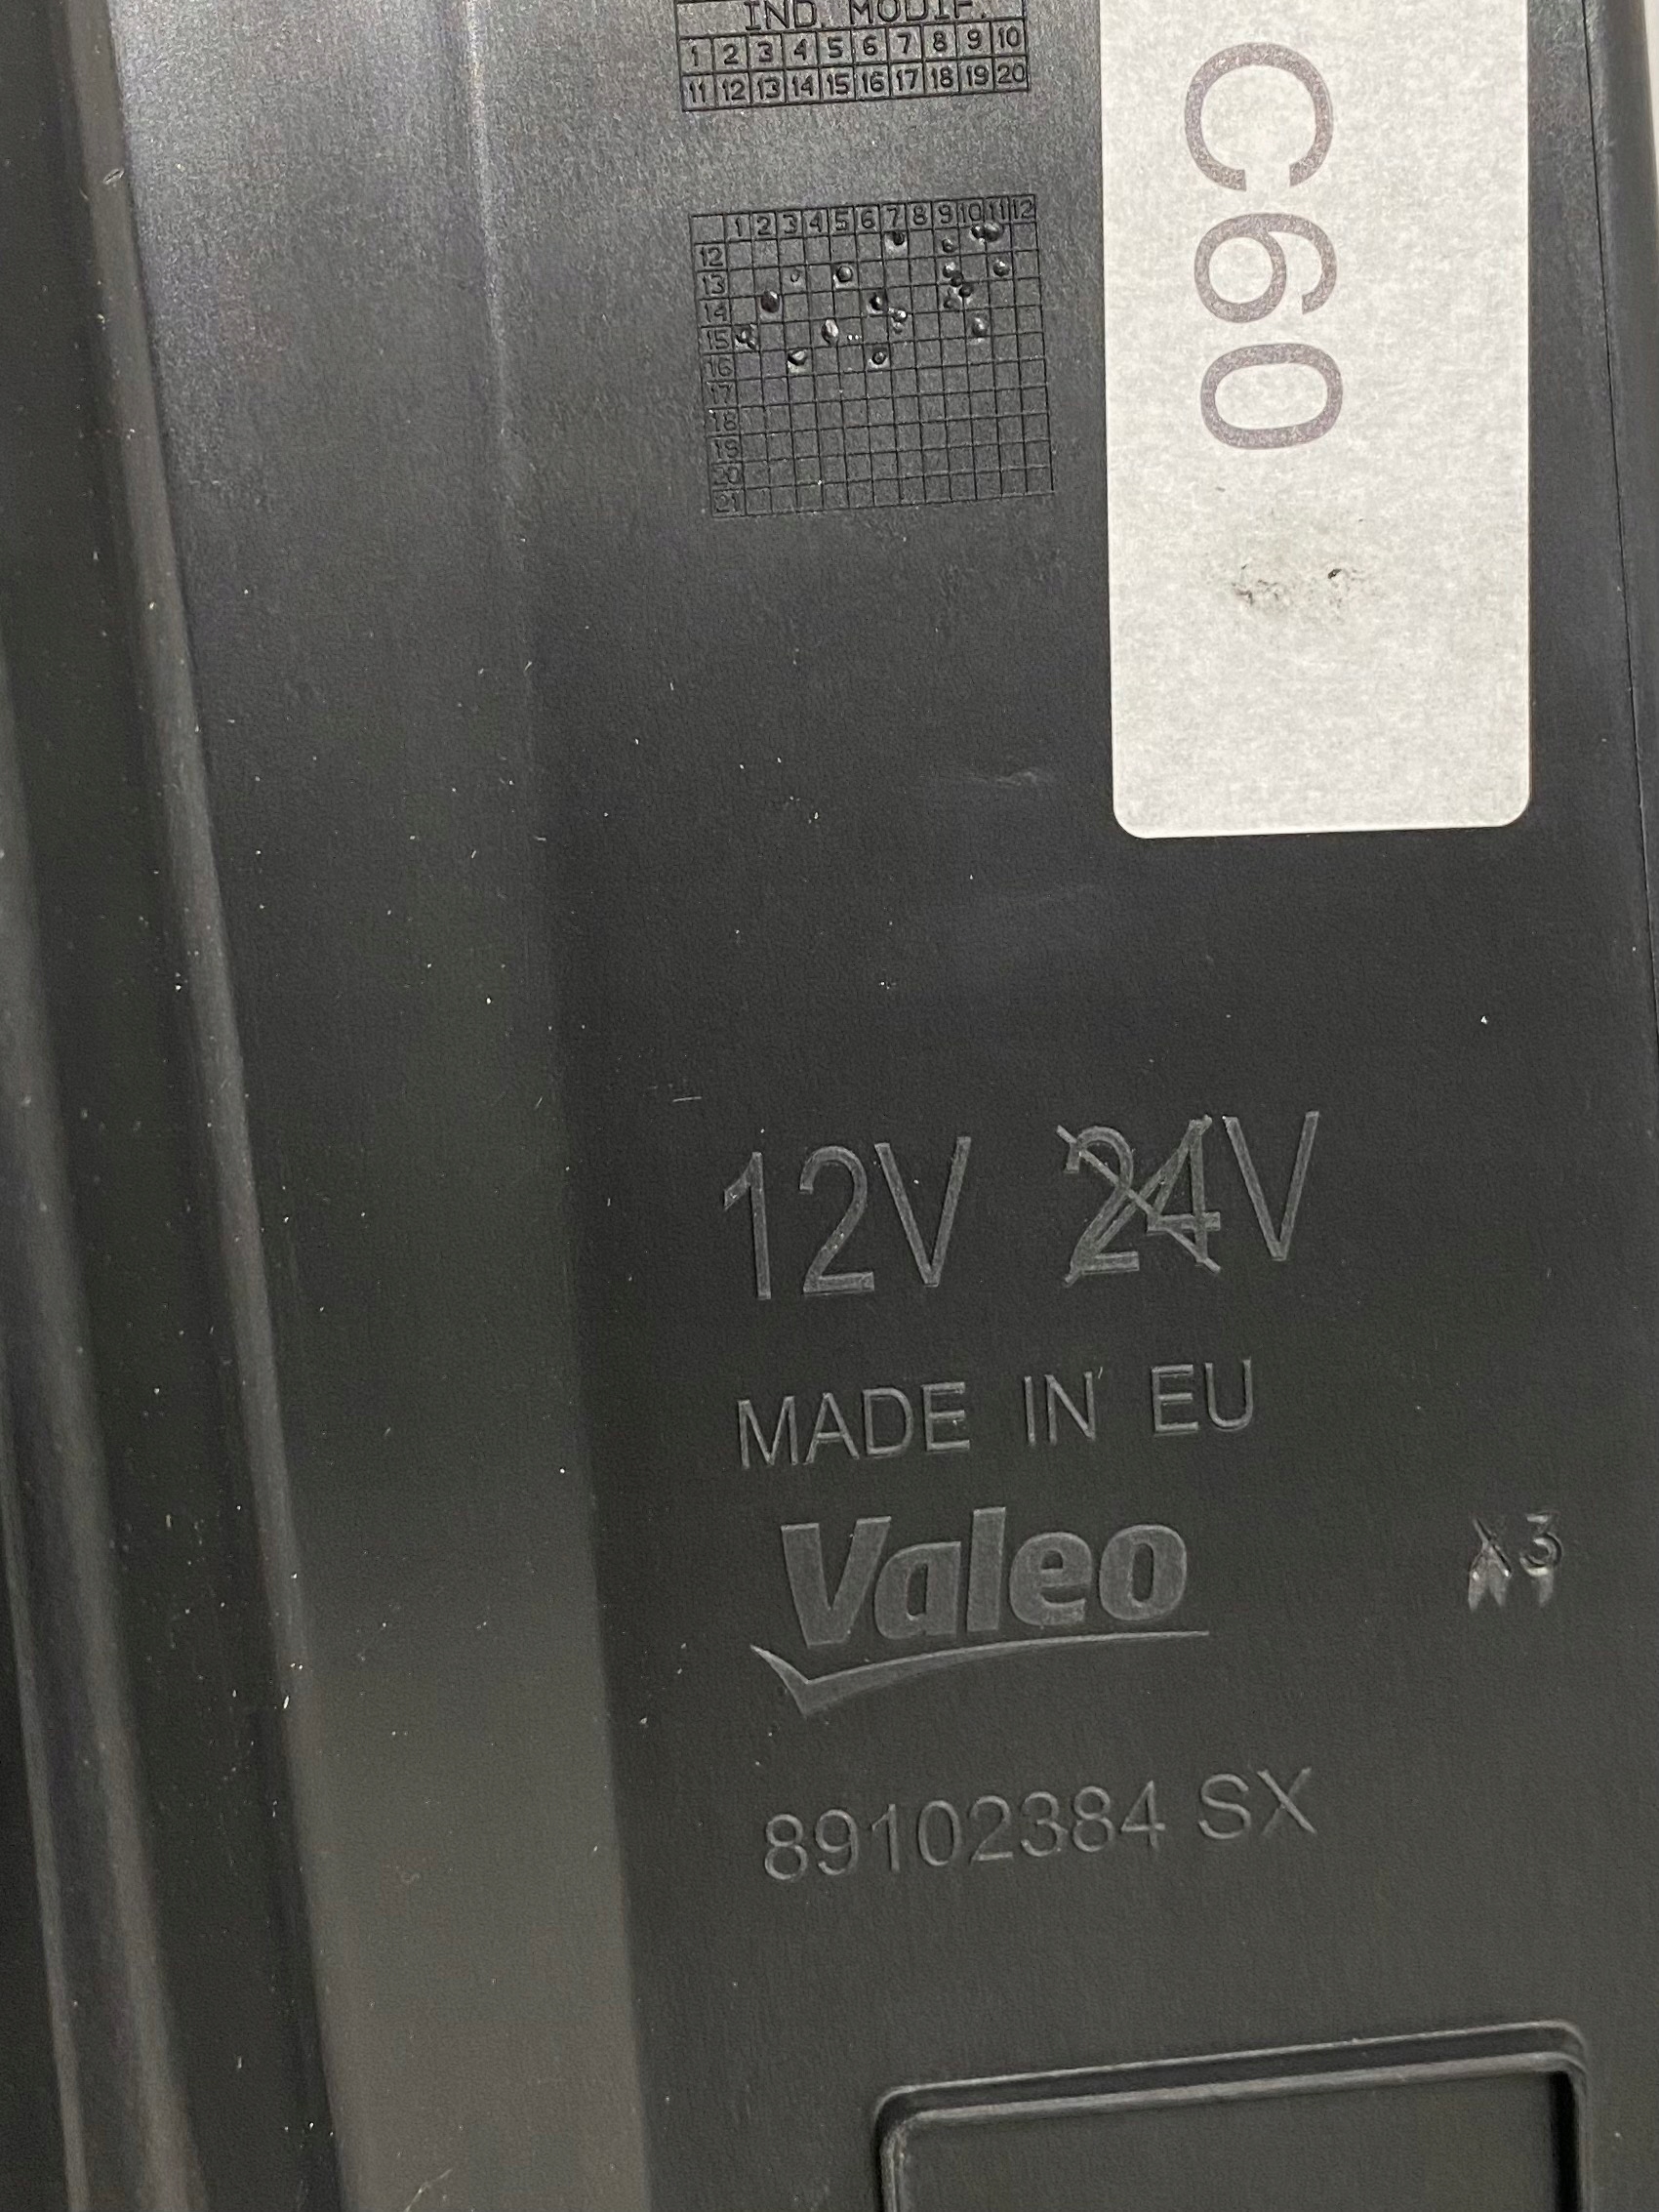 IND. MODIF.
1 2 3 4 5 6 7 8 9 10
11 12 13 14 15 16 17 18 19 20
1 2 3 4 5 6 7 8 9 10 11 12
12
13
14
15
16
17
18
19
20
21
C60
12V 24V
MADE IN EU
Valeo
X3
89102384 SX